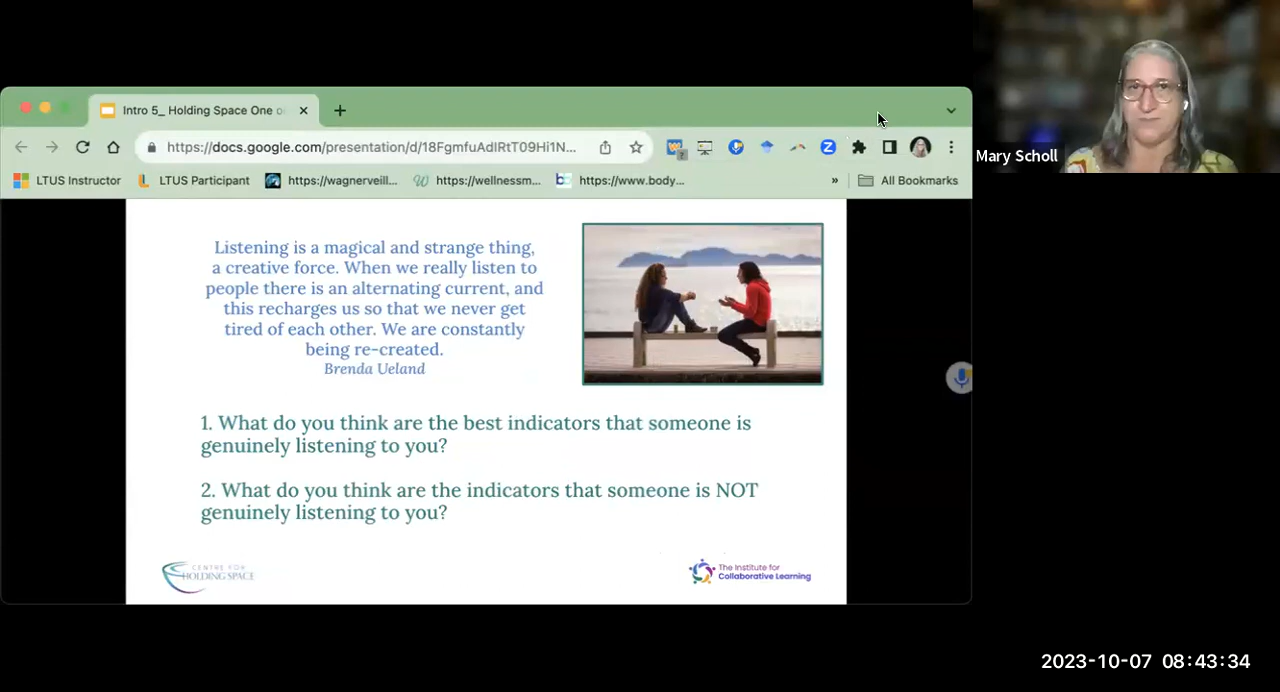 Intro 5_ Holding Space One o
https://docs.google.com/presentation/d/18FgmfuAdIRtT09Hi1N...
LTUS Instructor
LTUS Participant
https://wagnerveill...
https://wellnessm...
https://www.body...
»
All Bookmarks
Mary Scholl
Listening is a magical and strange thing,
a creative force. When we really listen to
people there is an alternating current, and
this recharges us so that we never get
tired of each other. We are constantly
being re-created.
Brenda Ueland
1. What do you think are the best indicators that someone is
genuinely listening to you?
2. What do you think are the indicators that someone is NOT
genuinely listening to you?
CENTRE FOR
HOLDING SPACE
The Institute for
Collaborative Learning
2023-10-07 08:43:34